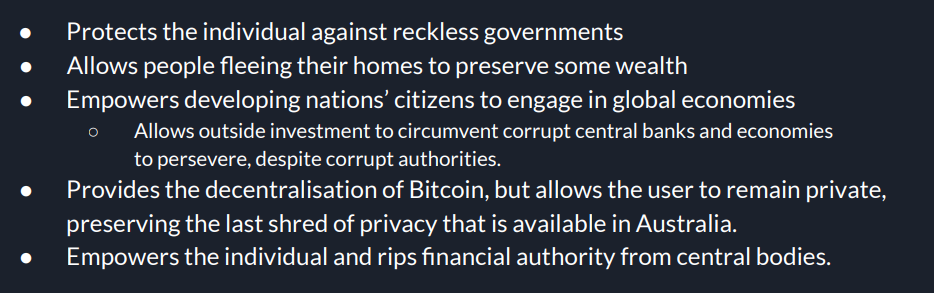 ● Protects the individual against reckless governments
● Allows people fleeing their homes to preserve some wealth
● Empowers developing nations’ citizens to engage in global economies
○ Allows outside investment to circumvent corrupt central banks and economies
to persevere, despite corrupt authorities.
● Provides the decentralisation of Bitcoin, but allows the user to remain private,
preserving the last shred of privacy that is available in Australia.
● Empowers the individual and rips financial authority from central bodies.